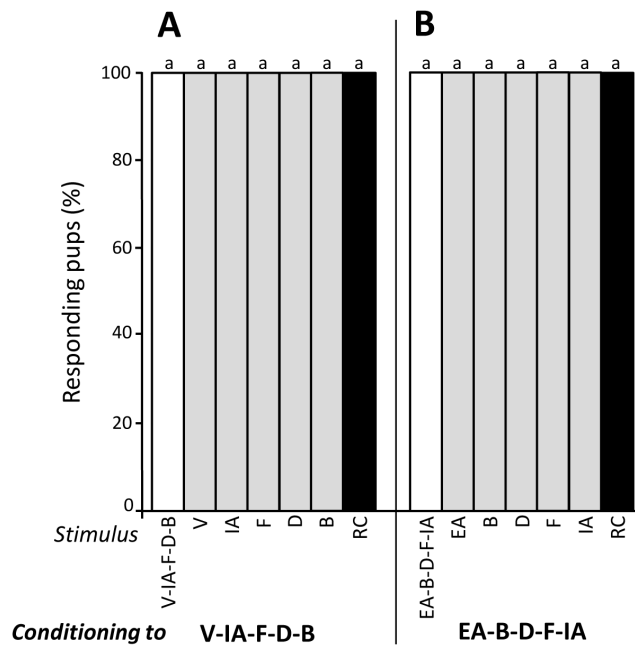 A B
a a a a a a a a a a a a a a
100
80
60
40
20
0
Responding pups (%)
Stimulus V-IA-F-D-B V IA F D B RC EA-B-D-F-IA EA B D F IA RC
Conditioning to V-IA-F-D-B EA-B-D-F-IA